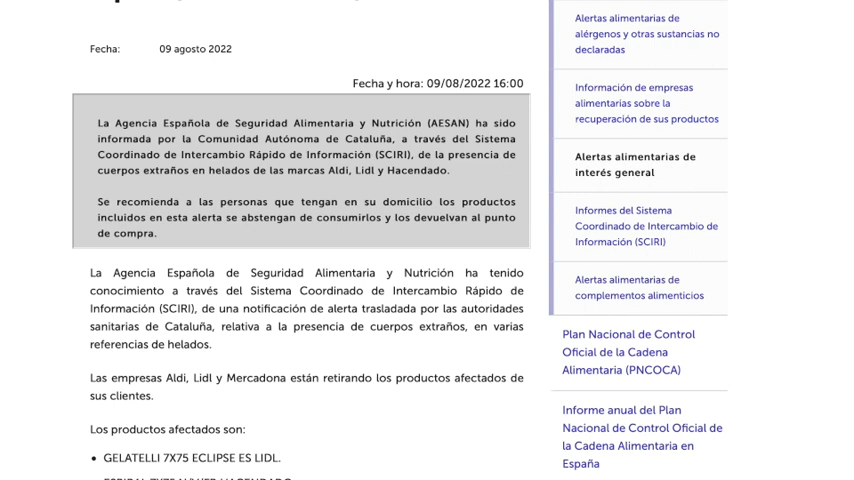 Fecha: 09 agosto 2022
Fecha y hora: 09/08/2022 16:00
La Agencia Española de Seguridad Alimentaria y Nutrición (AESAN) ha sido
informada por la Comunidad Autónoma de Cataluña, a través del Sistema
Coordinado de Intercambio Rápido de Información (SCIRI), de la presencia de
cuerpos extraños en helados de las marcas Aldi, Lidl y Hacendado.
Se recomienda a las personas que tengan en su domicilio los productos
incluidos en esta alerta se abstengan de consumirlos y los devuelvan al punto
de compra.
La Agencia Española de Seguridad Alimentaria y Nutrición ha tenido
conocimiento a través del Sistema Coordinado de Intercambio Rápido de
Información (SCIRI), de una notificación de alerta trasladada por las autoridades
sanitarias de Cataluña, relativa a la presencia de cuerpos extraños, en varias
referencias de helados.
Las empresas Aldi, Lidl y Mercadona están retirando los productos afectados de
sus clientes.
Los productos afectados son:
• GELATELLI 7X75 ECLIPSE ES LIDL.
Alertas alimentarias de
alérgenos y otras sustancias no
declaradas
Información de empresas
alimentarias sobre la
recuperación de sus productos
Alertas alimentarias de
interés general
Informes del Sistema
Coordinado de Intercambio de
Información (SCIRI)
Alertas alimentarias de
complementos alimenticios
Plan Nacional de Control
Oficial de la Cadena
Alimentaria (PNCOCA)
Informe anual del Plan
Nacional de Control Oficial de
la Cadena Alimentaria en
España